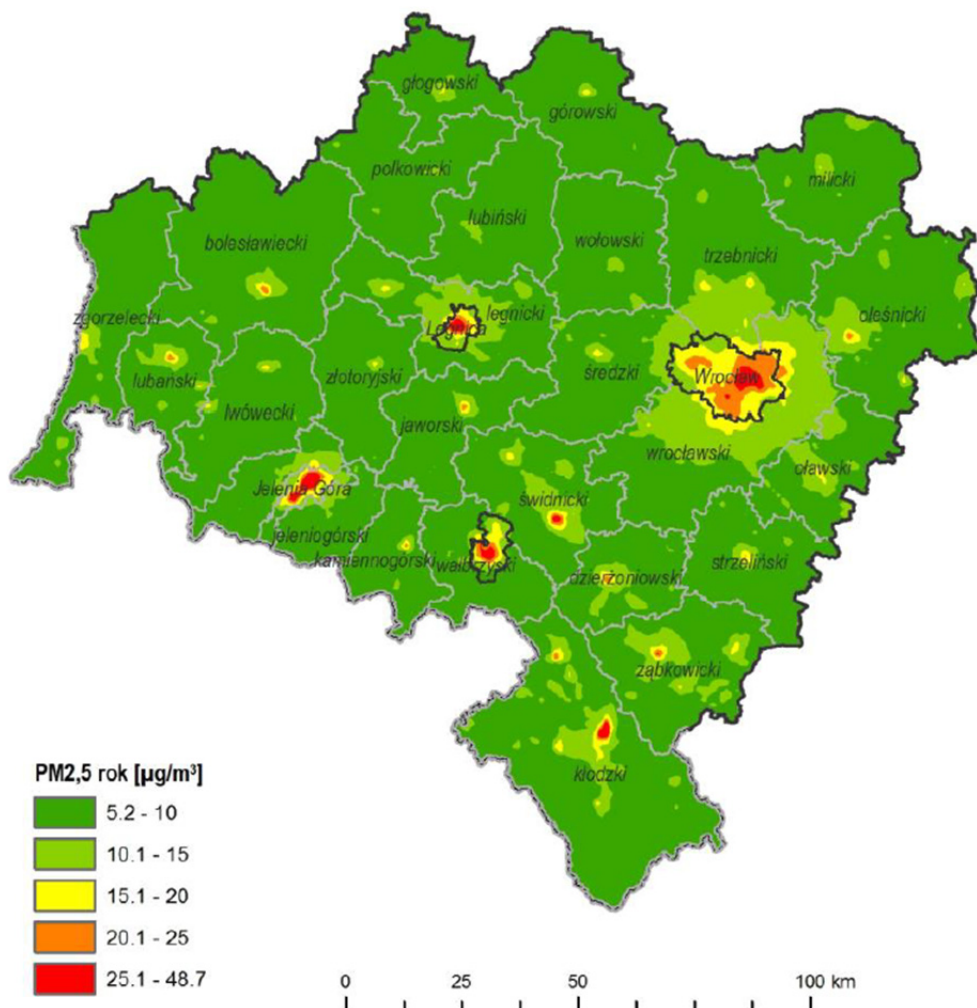 głogowski
górowski
milicki
polkowicki
lubiński
bolesławiecki
wołowski
trzebnicki
zgorzelecki
legnicki
oleśnicki
Legnica
lubański
złotoryjski
średzki
Wrocław
lwówecki
jaworski
wrocławski
oławski
Jelenia Góra
świdnicki
jeleniogórski
kamiennogórski
wałbrzyski
dzierżoniowski
strzeliński
ząbkowicki
kłodzki
PM2,5 rok [µg/m³]
5.2 - 10
10.1 - 15
15.1 - 20
20.1 - 25
25.1 - 48.7
0 25 50 100 km